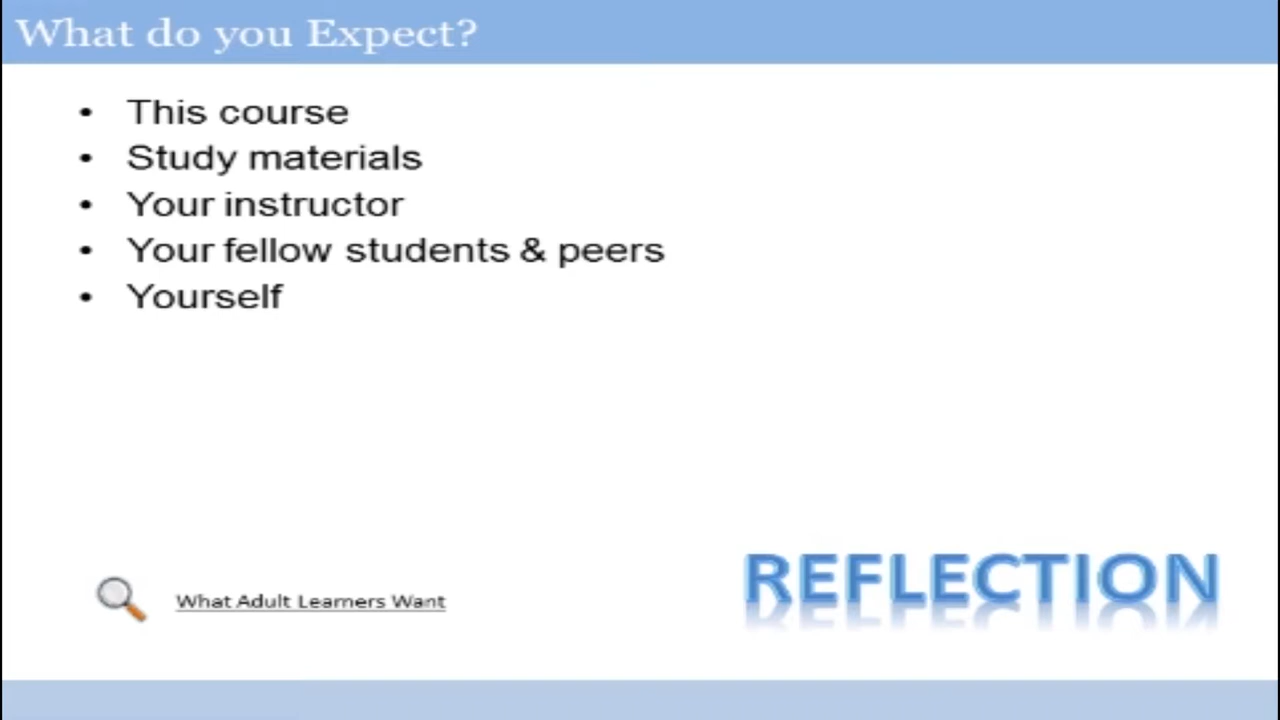 What do you Expect?
• This course
• Study materials
• Your instructor
• Your fellow students & peers
• Yourself
What Adult Learners Want
REFLECTION